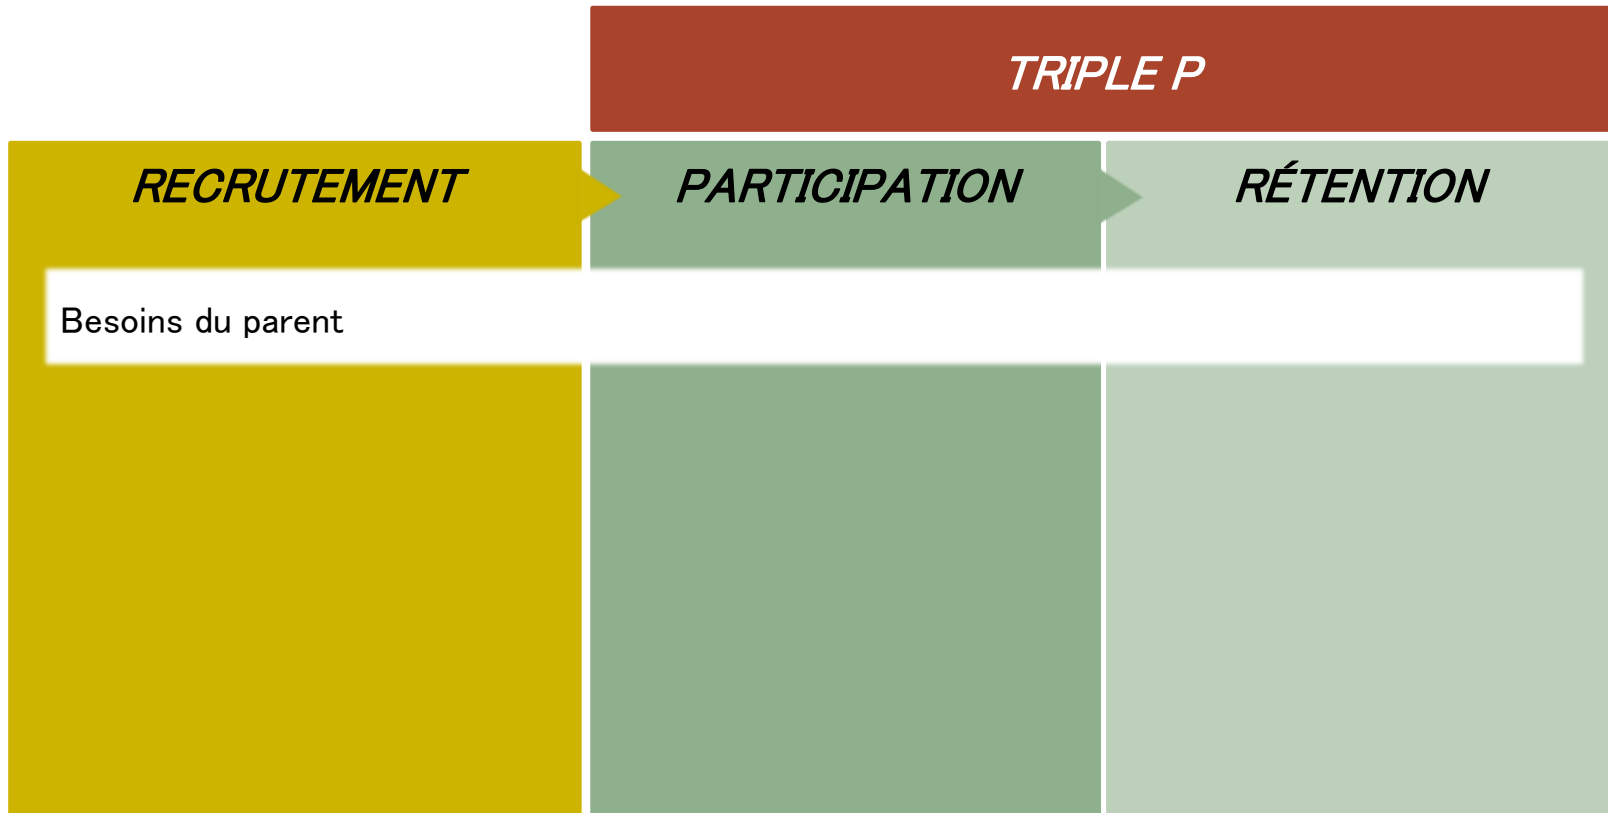 TRIPLE P
RECRUTEMENT
PARTICIPATION
RÉTENTION
Besoins du parent